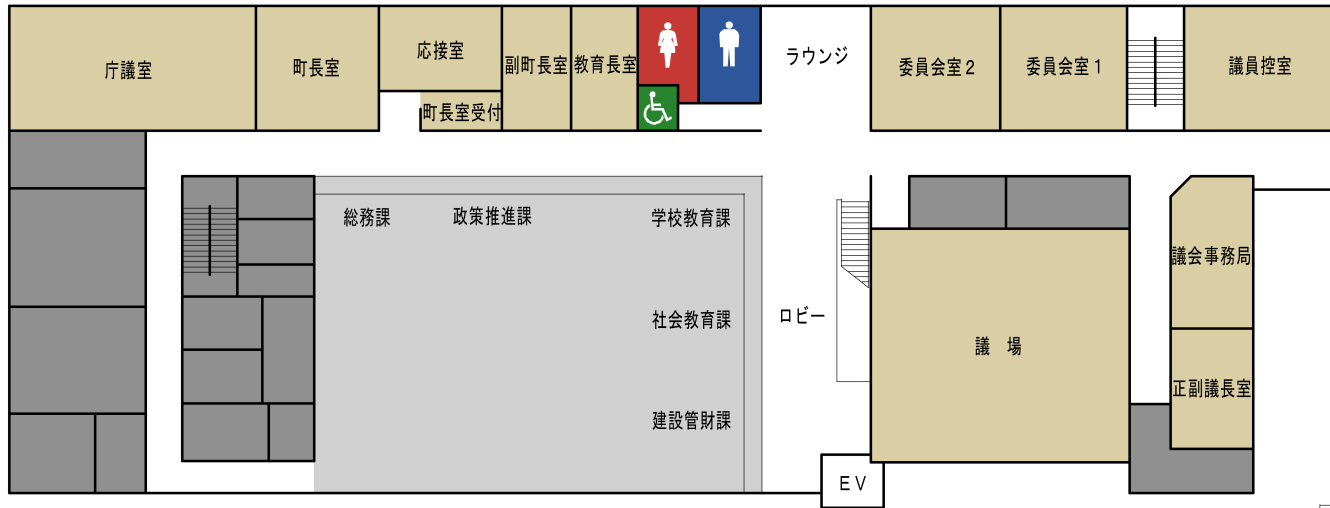 庁議室
町長室
応接室
町長室受付
副町長室
教育長室
ラウンジ
委員会室2
委員会室1
議員控室
総務課
政策推進課
学校教育課
社会教育課
建設管財課
ロビー
議 場
議会事務局
正副議長室
EV